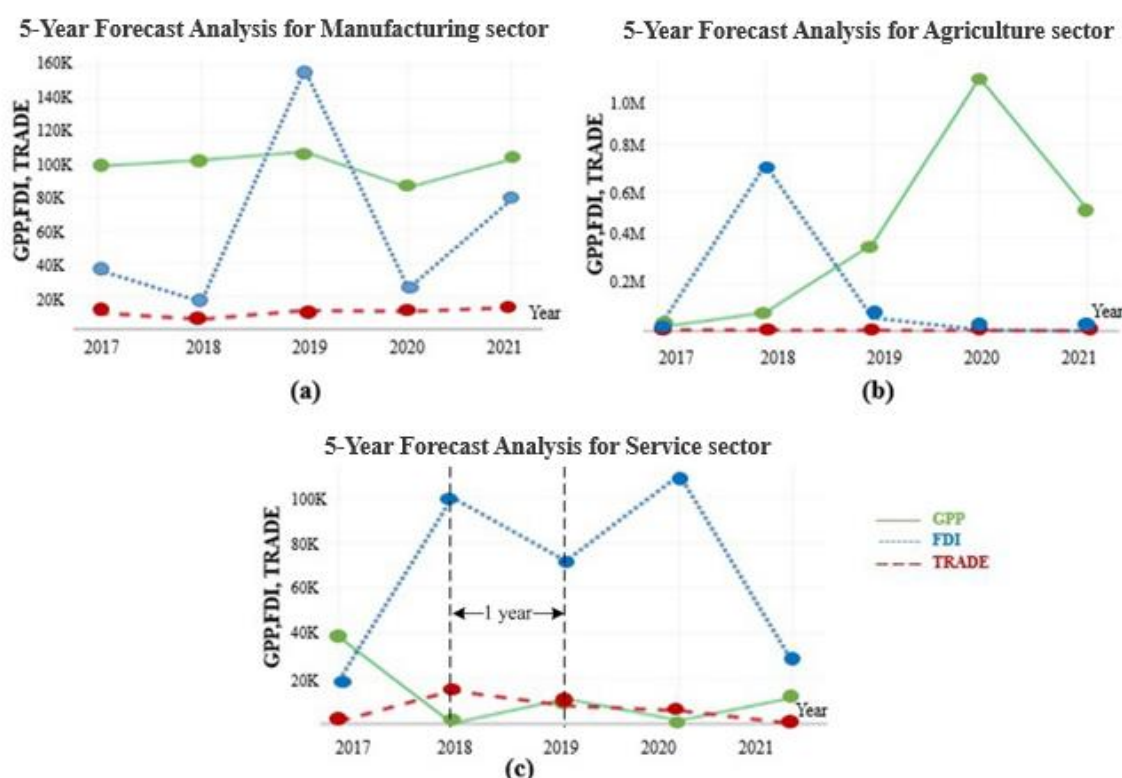 5-Year Forecast Analysis for Manufacturing sector
GPP,FDI, TRADE
160K
140K
120K
100K
80K
60K
40K
20K
Year
2017 2018 2019 2020 2021
(a)
5-Year Forecast Analysis for Agriculture sector
GPP,FDI, TRADE
1.0M
0.8M
0.6M
0.4M
0.2M
Year
2017 2018 2019 2020 2021
(b)
5-Year Forecast Analysis for Service sector
GPP,FDI, TRADE
100K
80K
60K
40K
20K
1 year
Year
2017 2018 2019 2020 2021
(c)
GPP
FDI
TRADE